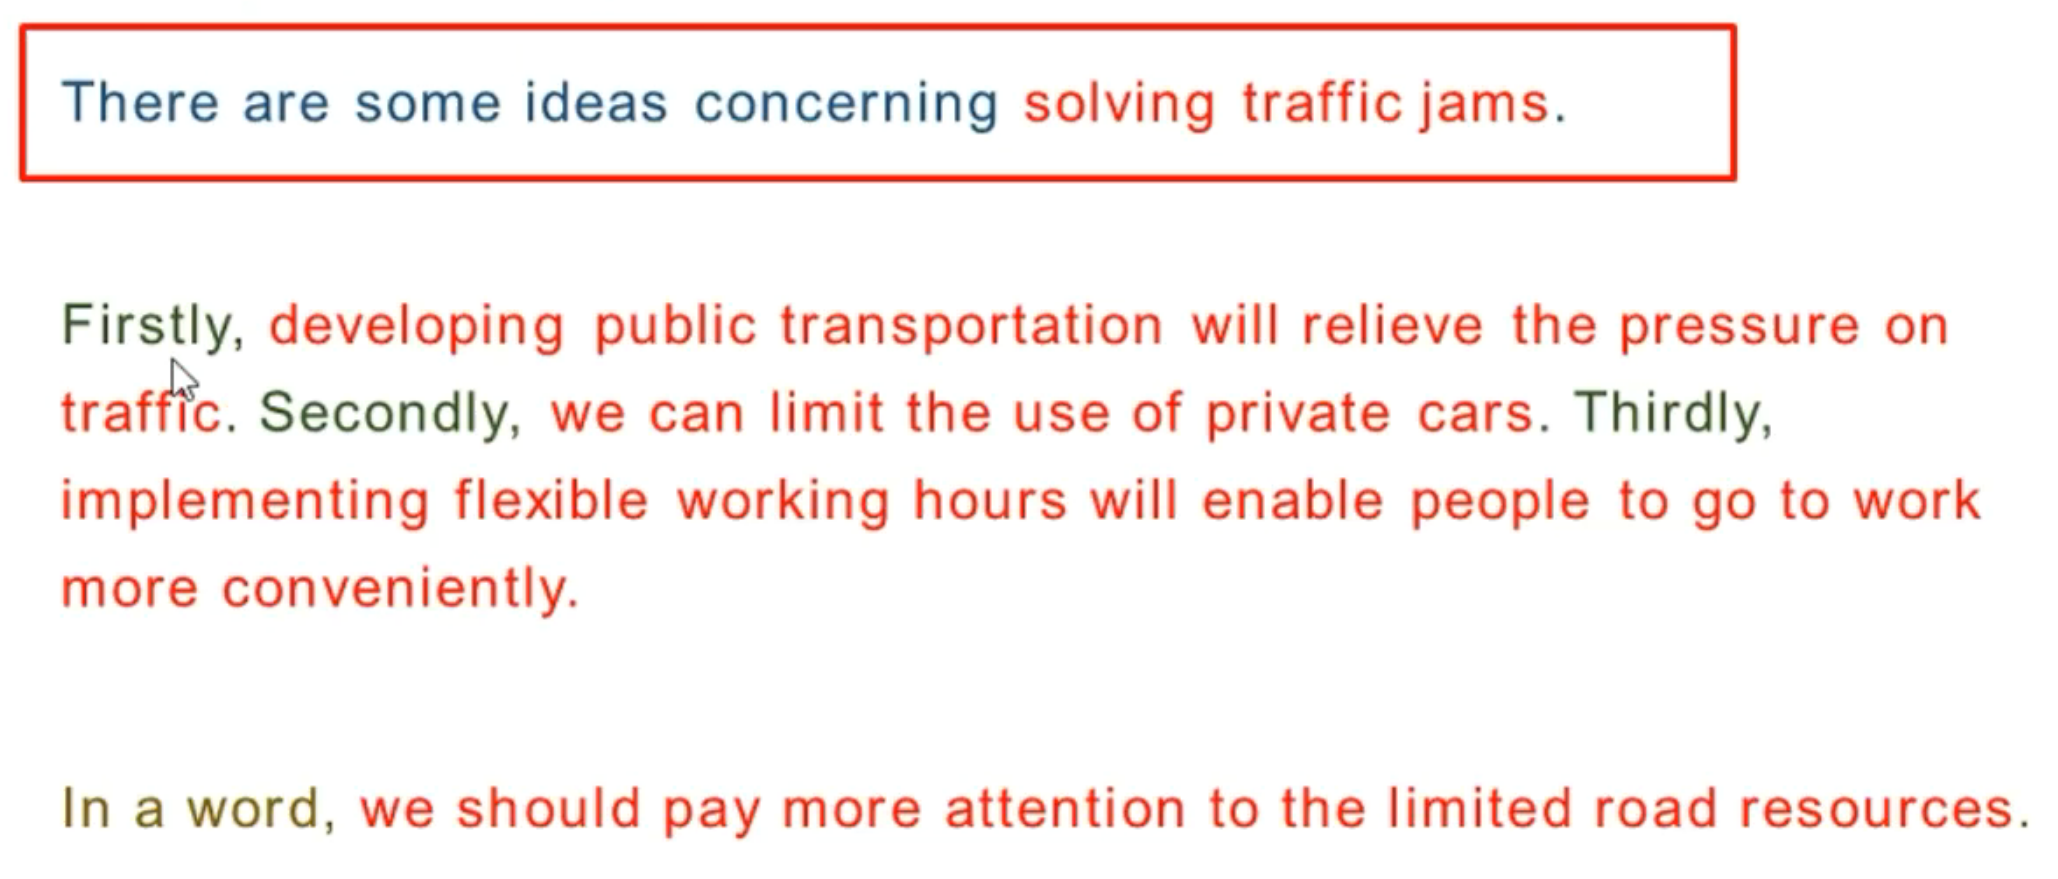 There are some ideas concerning solving traffic jams.
Firstly, developing public transportation will relieve the pressure on
traffic. Secondly, we can limit the use of private cars. Thirdly,
implementing flexible working hours will enable people to go to work
more conveniently.
In a word, we should pay more attention to the limited road resources.